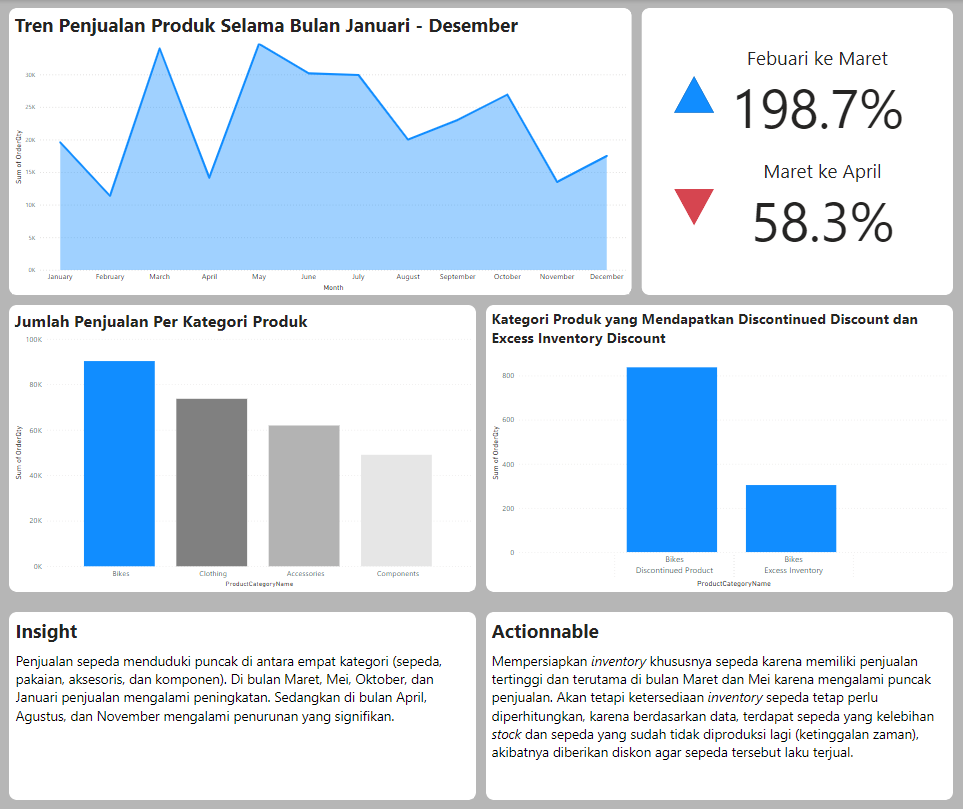 Tren Penjualan Produk Selama Bulan Januari - Desember
30K
25K
20K
15K
10K
5K
0K
Sum of OrderQty
January February March April May June July August September October November December
Month
Febuari ke Maret
198.7%
Maret ke April
58.3%
Jumlah Penjualan Per Kategori Produk
100K
80K
60K
40K
20K
0K
Sum of OrderQty
Bikes Clothing Accessories Components
ProductCategoryName
Kategori Produk yang Mendapatkan Discontinued Discount dan
Excess Inventory Discount
800
600
400
200
0
Sum of OrderQty
Bikes Bikes
Discontinued Product Excess Inventory
ProductCategoryName
Insight
Penjualan sepeda menduduki puncak di antara empat kategori (sepeda,
pakaian, aksesoris, dan komponen). Di bulan Maret, Mei, Oktober, dan
Januari penjualan mengalami peningkatan. Sedangkan di bulan April,
Agustus, dan November mengalami penurunan yang signifikan.
Actionnable
Mempersiapkan inventory khususnya sepeda karena memiliki penjualan
tertinggi dan terutama di bulan Maret dan Mei karena mengalami puncak
penjualan. Akan tetapi ketersediaan inventory sepeda tetap perlu
diperhitungkan, karena berdasarkan data, terdapat sepeda yang kelebihan
stock dan sepeda yang sudah tidak diproduksi lagi (ketinggalan zaman),
akibatnya diberikan diskon agar sepeda tersebut laku terjual.